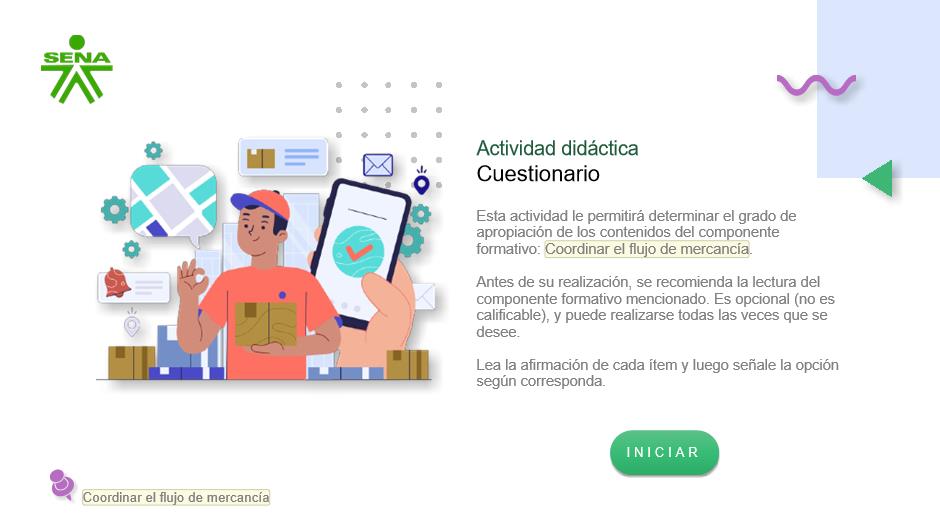 SENA
Actividad didáctica
Cuestionario
Esta actividad le permitirá determinar el grado de
apropiación de los contenidos del componente
formativo: Coordinar el flujo de mercancía.
Antes de su realización, se recomienda la lectura del
componente formativo mencionado. Es opcional (no es
calificable), y puede realizarse todas las veces que se
desee.
Lea la afirmación de cada ítem y luego señale la opción
según corresponda.
INICIAR
Coordinar el flujo de mercancía